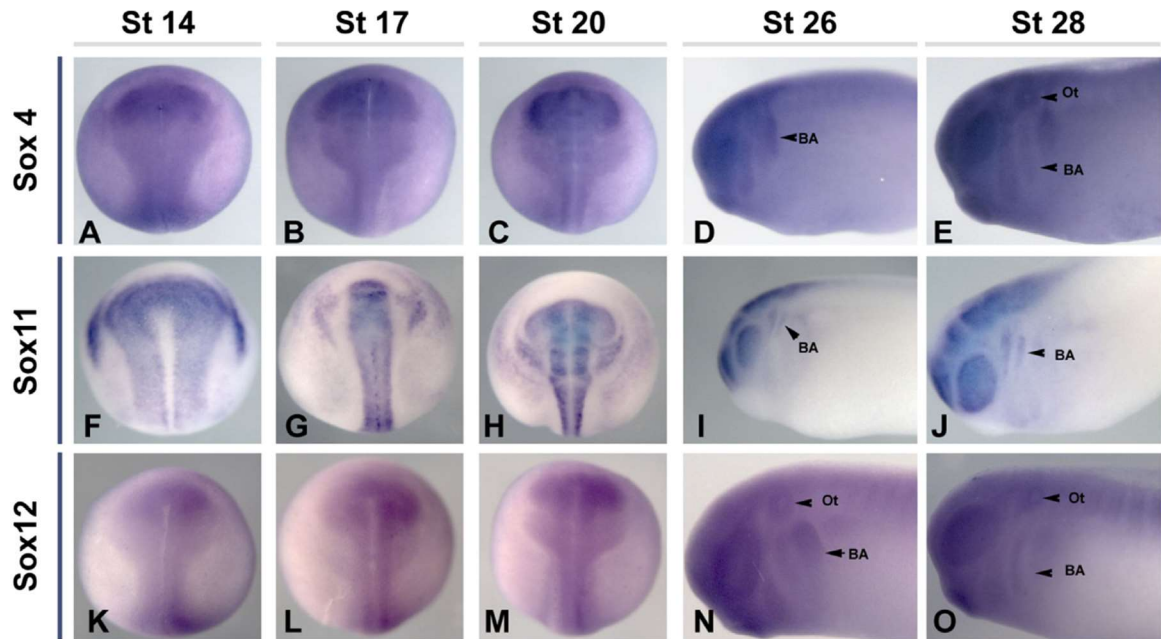 St 14 St 17 St 20 St 26 St 28
Sox 4
A B C D BA E Ot BA
Sox11
F G H I BA J BA
Sox12
K L M N Ot BA O Ot BA